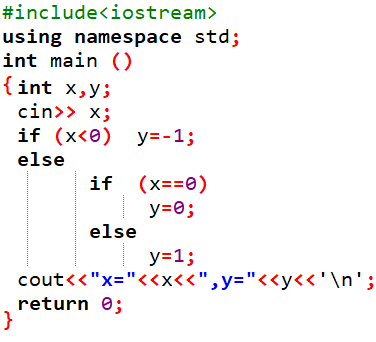 #include<iostream>
using namespace std;
int main ()
{int x,y;
cin>> x;
if (x<0)  y=-1;
else
if  (x==0)
y=0;
else
y=1;
cout<<"x="<<x<<",y="<<y<<'\n';
return 0;
}